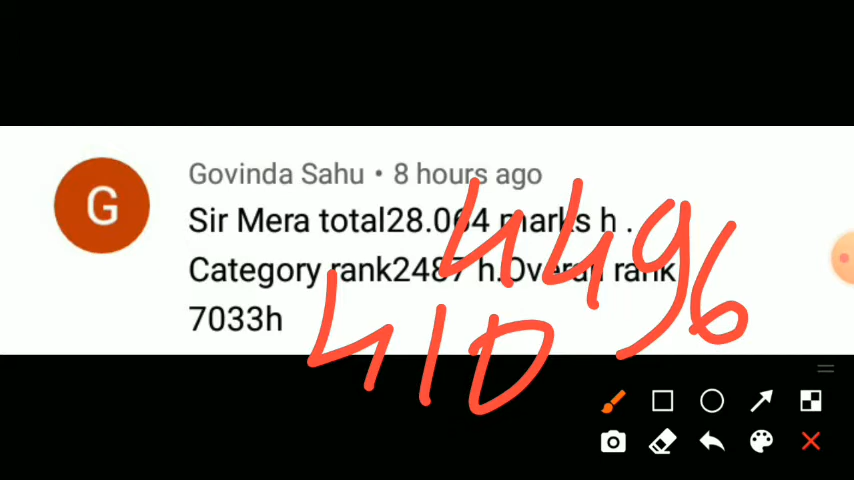 G
Govinda Sahu • 8 hours ago
Sir Mera total28.064 marks h .
Category rank2487 h.Overall rank
7033h
4496
410